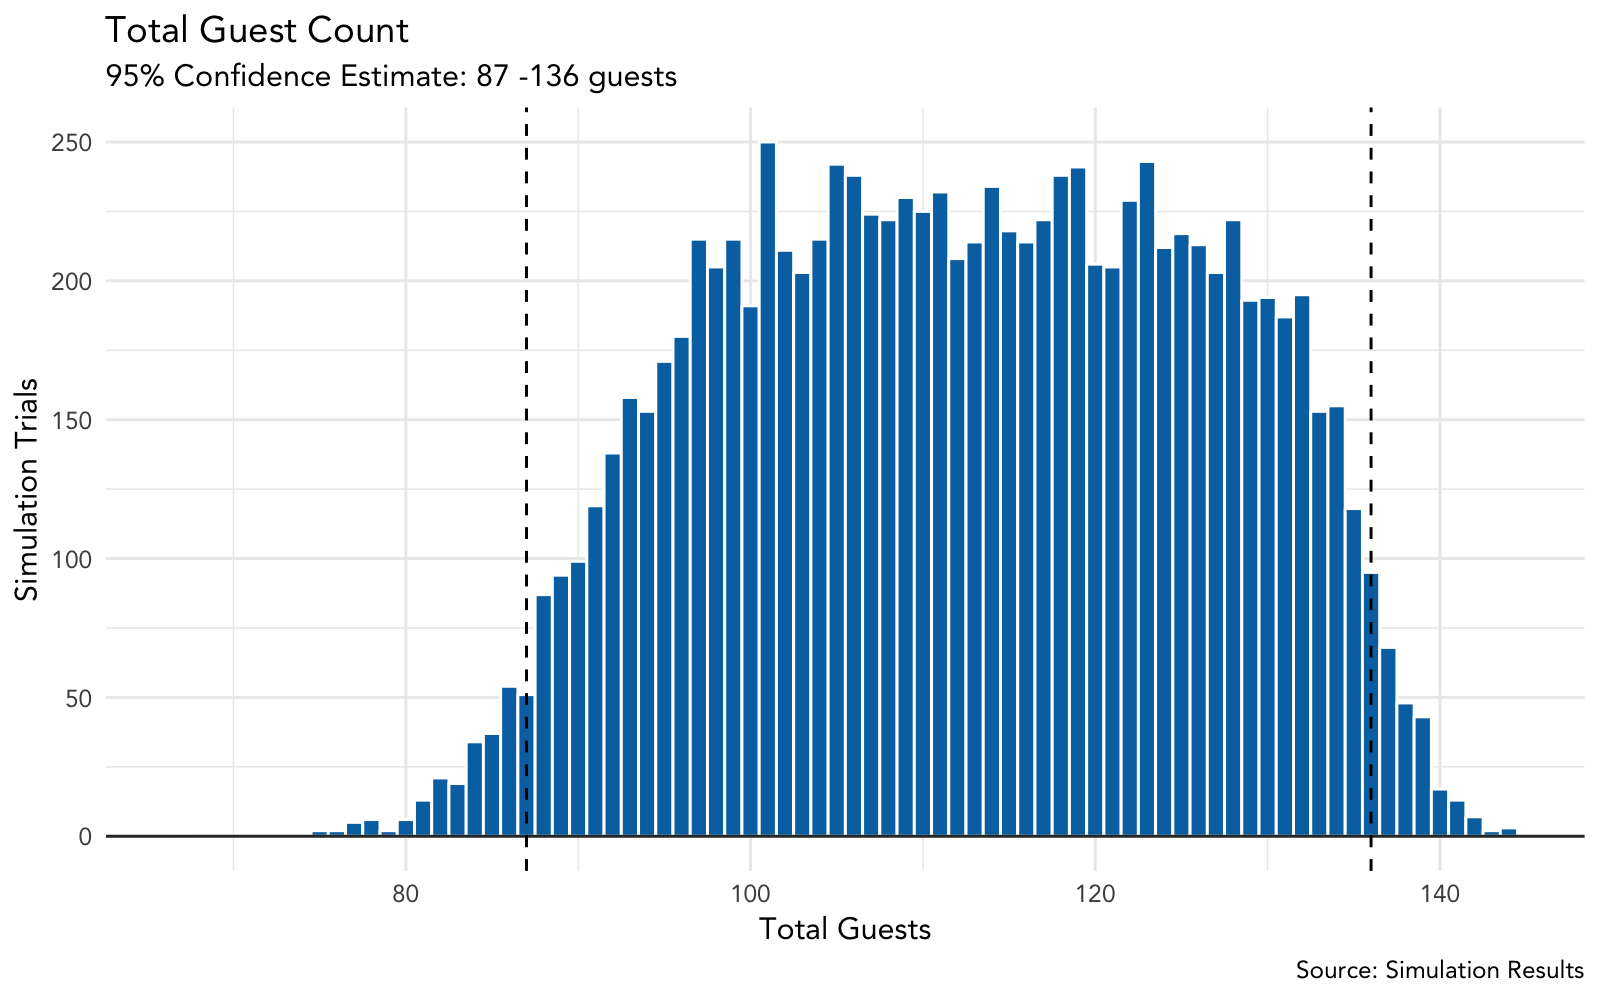 Total Guest Count
95% Confidence Estimate: 87 -136 guests
250
200
150
100
50
0
Simulation Trials
80 100 120 140
Total Guests
Source: Simulation Results